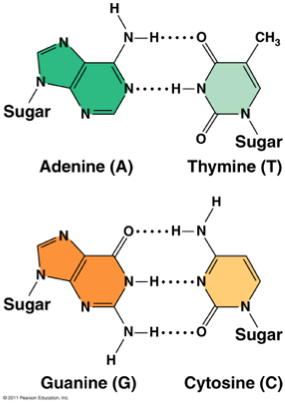 H
N
N
H
O
CH₃
N
N
H
N
N
Sugar
N
O
N
Sugar
Adenine (A)
Thymine (T)
H
O
H
N
N
N
H
N
N
Sugar
N
N
H
O
N
Sugar
H
Guanine (G)
Cytosine (C)
© 2011 Pearson Education, Inc.